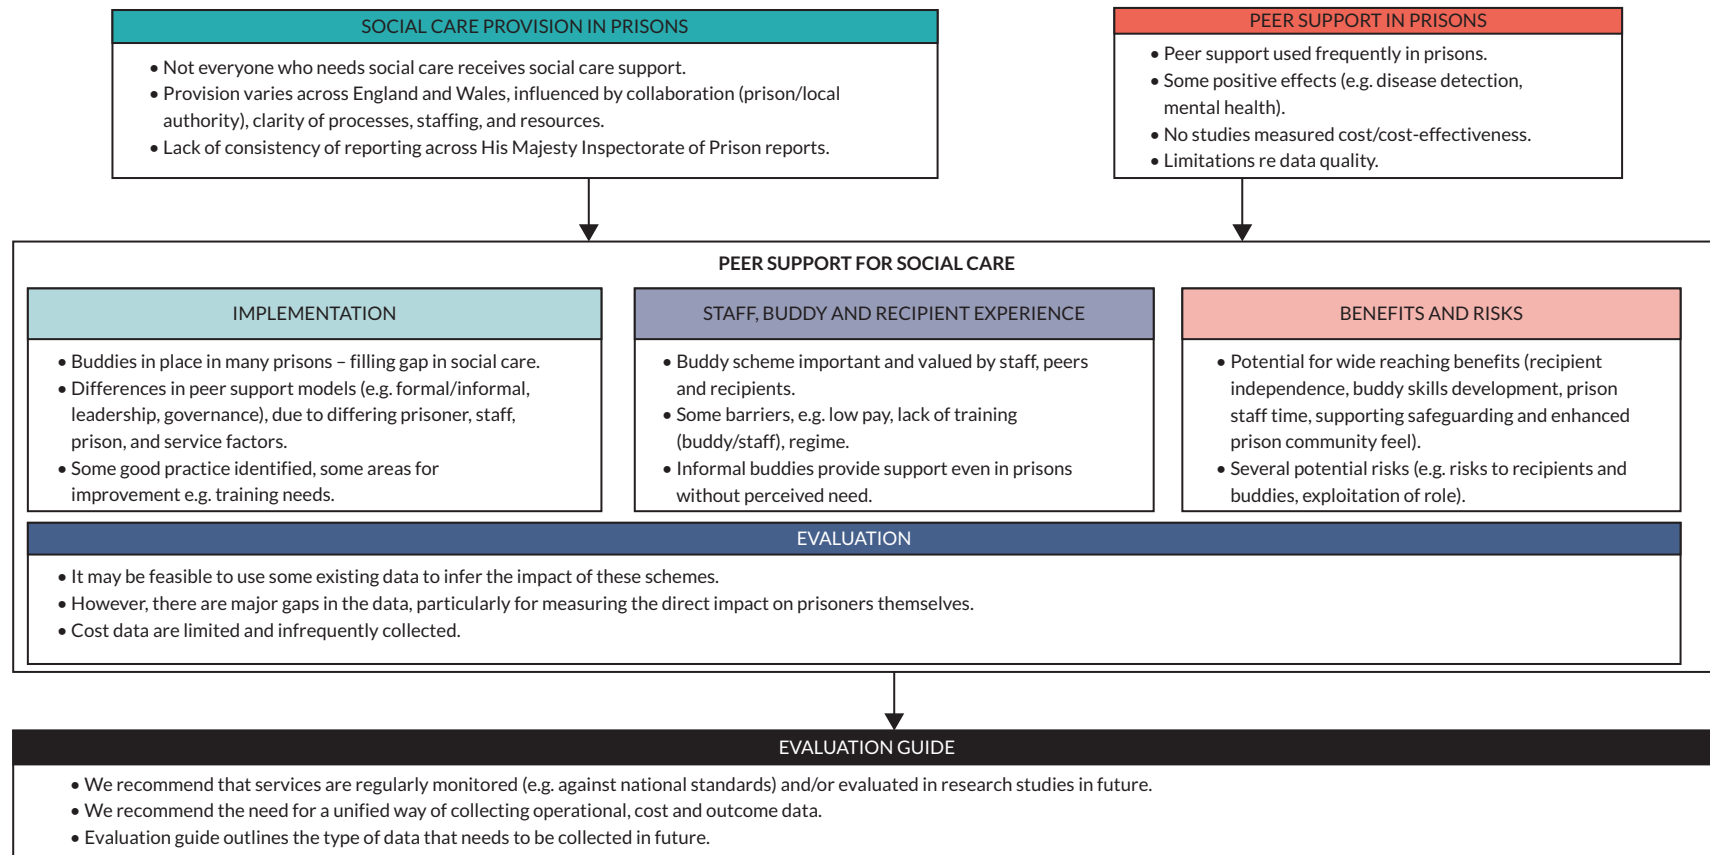 SOCIAL CARE PROVISION IN PRISONS
• Not everyone who needs social care receives social care support.
• Provision varies across England and Wales, influenced by collaboration (prison/local
authority), clarity of processes, staffing, and resources.
• Lack of consistency of reporting across His Majesty Inspectorate of Prison reports.
PEER SUPPORT IN PRISONS
• Peer support used frequently in prisons.
• Some positive effects (e.g. disease detection,
mental health).
• No studies measured cost/cost-effectiveness.
• Limitations re data quality.
PEER SUPPORT FOR SOCIAL CARE
IMPLEMENTATION
• Buddies in place in many prisons – filling gap in social care.
• Differences in peer support models (e.g. formal/informal,
leadership, governance), due to differing prisoner, staff,
prison, and service factors.
• Some good practice identified, some areas for
improvement e.g. training needs.
STAFF, BUDDY AND RECIPIENT EXPERIENCE
• Buddy scheme important and valued by staff, peers
and recipients.
• Some barriers, e.g. low pay, lack of training
(buddy/staff), regime.
• Informal buddies provide support even in prisons
without perceived need.
BENEFITS AND RISKS
• Potential for wide reaching benefits (recipient
independence, buddy skills development, prison
staff time, supporting safeguarding and enhanced
prison community feel).
• Several potential risks (e.g. risks to recipients and
buddies, exploitation of role).
EVALUATION
• It may be feasible to use some existing data to infer the impact of these schemes.
• However, there are major gaps in the data, particularly for measuring the direct impact on prisoners themselves.
• Cost data are limited and infrequently collected.
EVALUATION GUIDE
• We recommend that services are regularly monitored (e.g. against national standards) and/or evaluated in research studies in future.
• We recommend the need for a unified way of collecting operational, cost and outcome data.
• Evaluation guide outlines the type of data that needs to be collected in future.